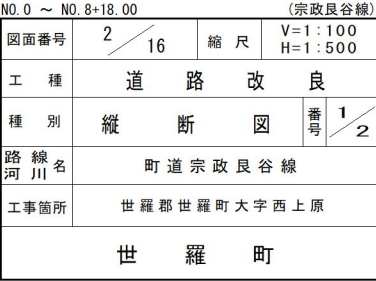 NO.0 ～ NO.8+18.00 (宗政艮谷線)
図面番号 2/16 縮尺 V=1:100
H=1:500
工種 道路改良
種別 縦断図 番号 1/2
路線河川名 町道宗政艮谷線
工事箇所 世羅郡世羅町大字西上原
世羅町